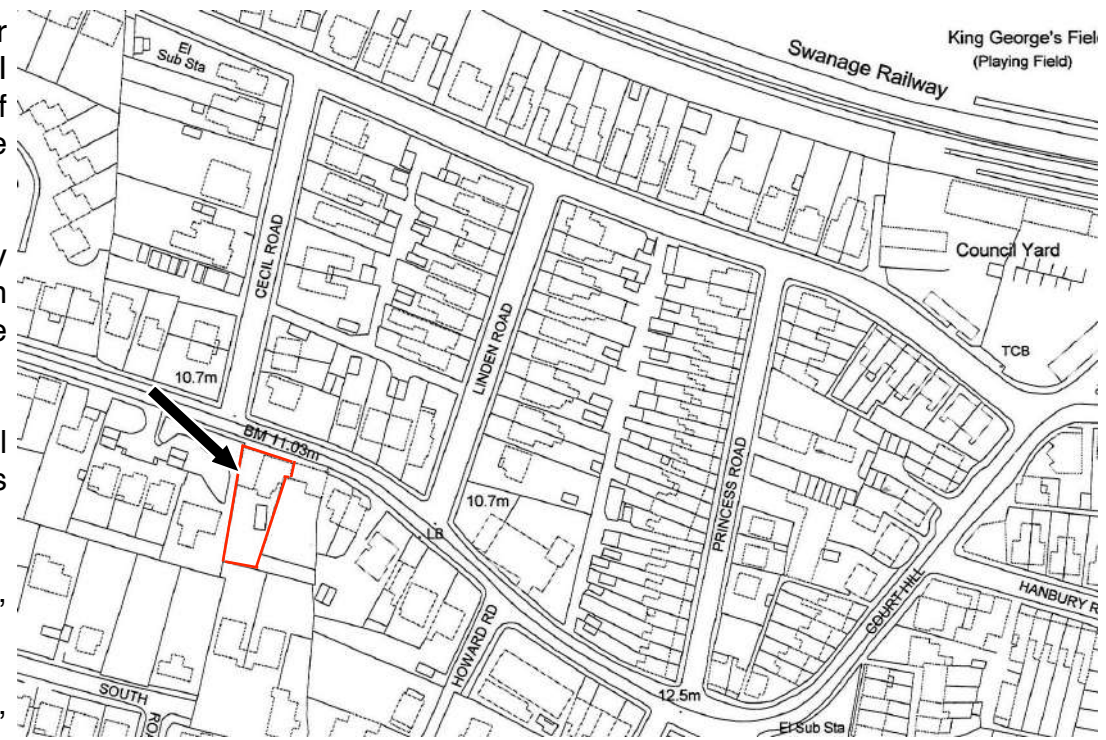 r
l
f
e
y
n
e
l
s
,
,
El
Sub Sta
Swanage Railway
King George's Field
(Playing Field)
CECIL ROAD
LINDEN ROAD
Council Yard
TCB
10.7m
BM 11.03m
10.7m
LB
PRINCESS ROAD
COURT HILL
HANBURY R
HOWARD RD
SOUTH
ROA
12.5m
El Sub Sta